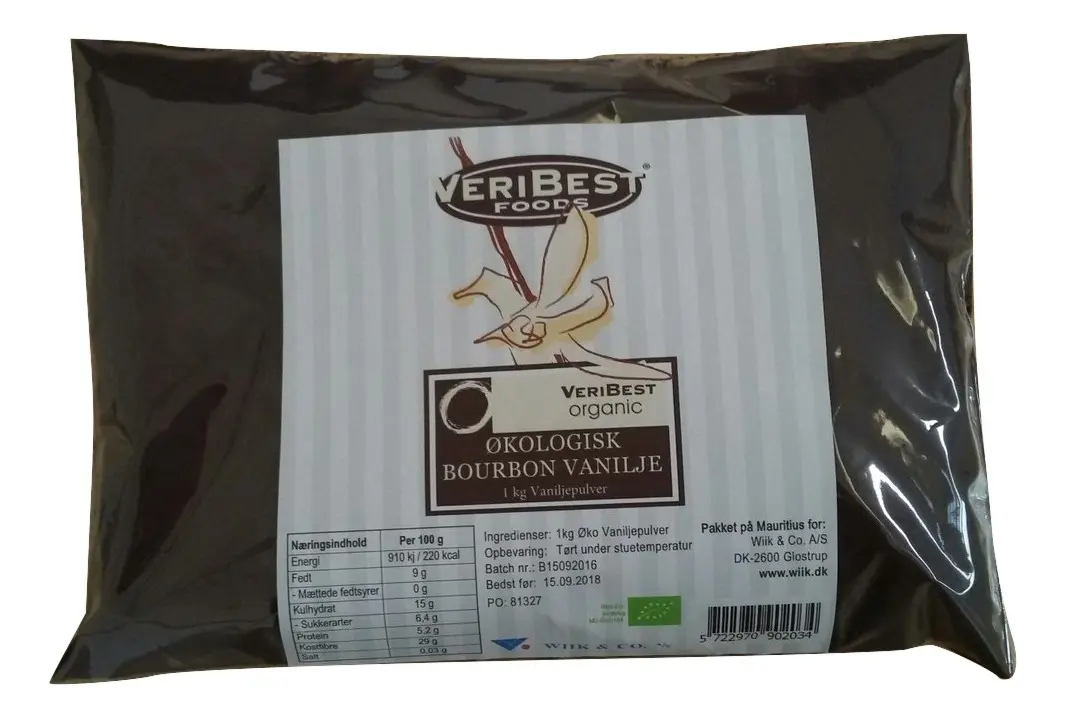 VERIBEST®
FOODS
VERIBEST
organic
ØKOLOGISK
BOURBON VANILJE
1 kg Vaniljepulver
Næringsindhold Per 100 g
Energi 910 kj / 220 kcal
Fedt 9 g
- Mættede fedtsyrer 0 g
Kulhydrat 15 g
- Sukkerarter 6,4 g
Protein 5,2 g
Kostfibre 29 g
Salt 0,03 g
Ingredienser: 1kg Øko Vaniljepulver
Opbevaring: Tørt under stuetemperatur
Batch nr.: B15092016
Bedst før: 15.09.2018
PO: 81327
Pakket på Mauritius for:
Wiik & Co. A/S
DK-2600 Glostrup
www.wiik.dk
WIIK & CO. A/S
5 722970 902034